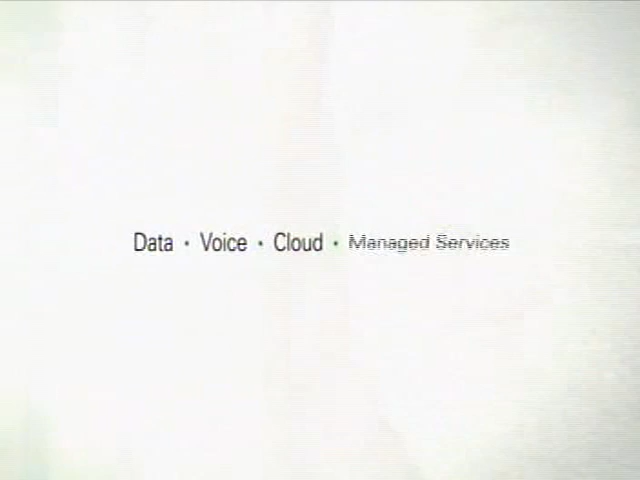 Data • Voice • Cloud • Managed Services